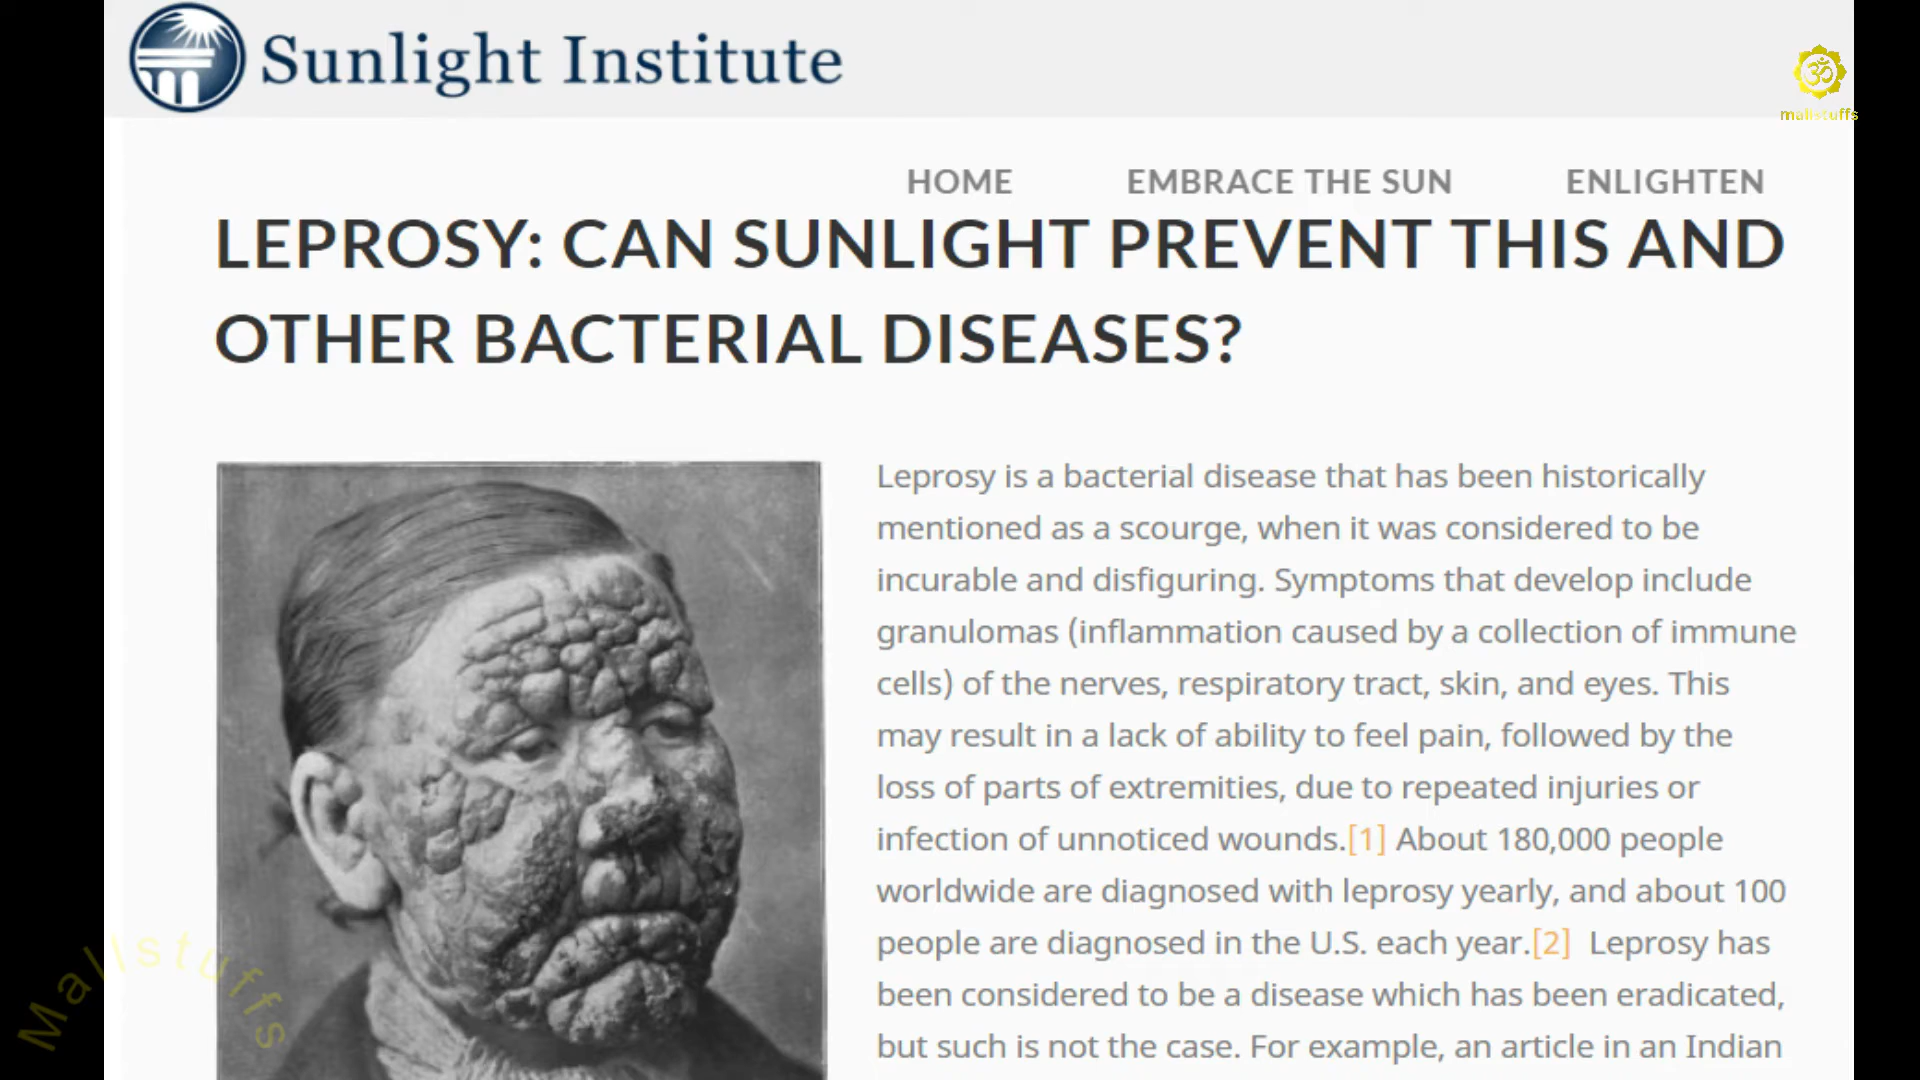 Sunlight Institute
mallstuffs
HOME EMBRACE THE SUN ENLIGHTEN
LEPROSY: CAN SUNLIGHT PREVENT THIS AND
OTHER BACTERIAL DISEASES?
Leprosy is a bacterial disease that has been historically
mentioned as a scourge, when it was considered to be
incurable and disfiguring. Symptoms that develop include
granulomas (inflammation caused by a collection of immune
cells) of the nerves, respiratory tract, skin, and eyes. This
may result in a lack of ability to feel pain, followed by the
loss of parts of extremities, due to repeated injuries or
infection of unnoticed wounds.[1] About 180,000 people
worldwide are diagnosed with leprosy yearly, and about 100
people are diagnosed in the U.S. each year.[2] Leprosy has
been considered to be a disease which has been eradicated,
but such is not the case. For example, an article in an Indian
Mallstuffs